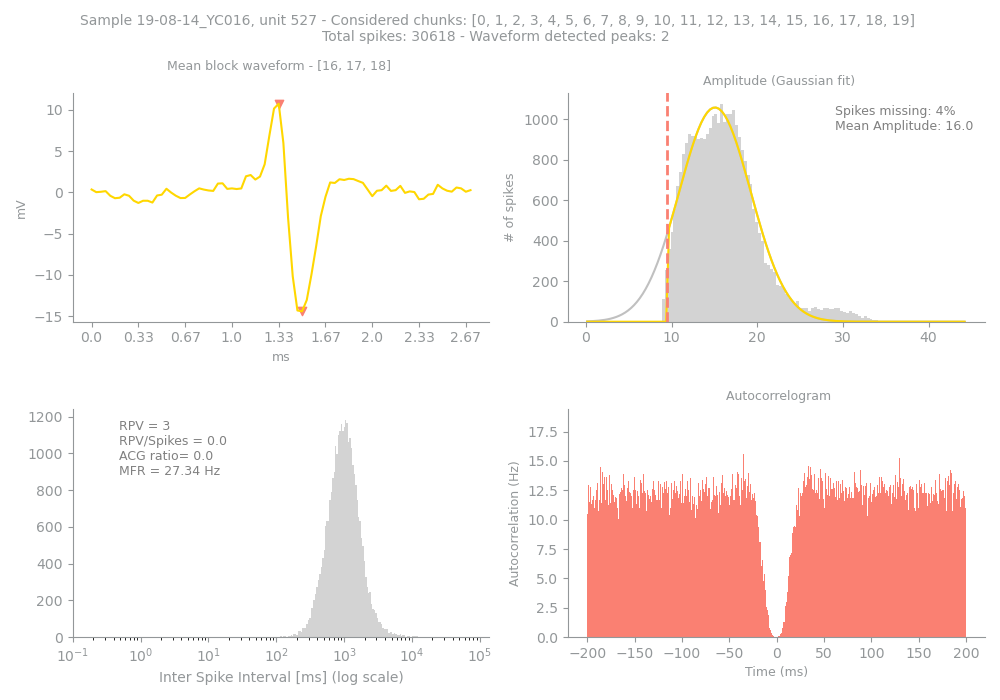 Sample 19-08-14_YC016, unit 527 - Considered chunks: [0, 1, 2, 3, 4, 5, 6, 7, 8, 9, 10, 11, 12, 13, 14, 15, 16, 17, 18, 19]
Total spikes: 30618 - Waveform detected peaks: 2
Mean block waveform - [16, 17, 18]
10
5
0
−5
−10
−15
mV
0.0 0.33 0.67 1.0 1.33 1.67 2.0 2.33 2.67
ms
Amplitude (Gaussian fit)
Spikes missing: 4%
Mean Amplitude: 16.0
1000
800
600
400
200
0
# of spikes
0 10 20 30 40
RPV = 3
RPV/Spikes = 0.0
ACG ratio= 0.0
MFR = 27.34 Hz
1200
1000
800
600
400
200
0
10⁻¹ 10⁰ 10¹ 10² 10³ 10⁴ 10⁵
Inter Spike Interval [ms] (log scale)
Autocorrelogram
17.5
15.0
12.5
10.0
7.5
5.0
2.5
0.0
Autocorrelation (Hz)
−200 −150 −100 −50 0 50 100 150 200
Time (ms)